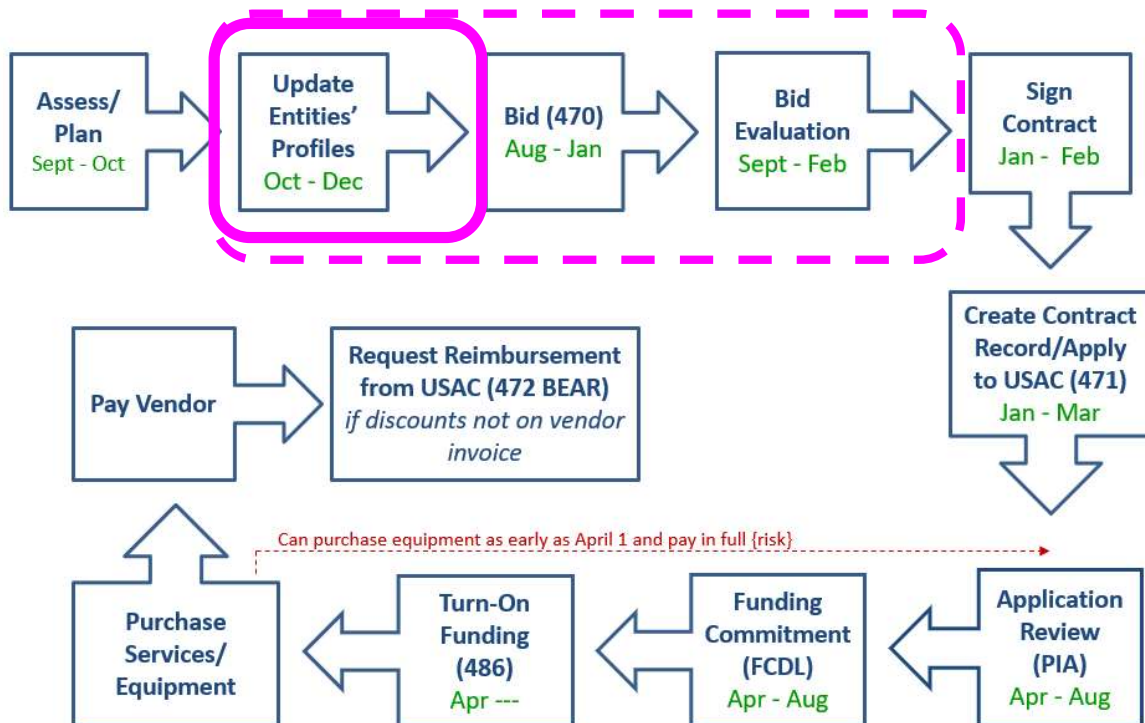 Assess/
Plan
Sept - Oct
Update
Entities'
Profiles
Oct - Dec
Bid (470)
Aug - Jan
Bid
Evaluation
Sept - Feb
Sign
Contract
Jan - Feb
Create Contract
Record/Apply
to USAC (471)
Jan - Mar
Application
Review
(PIA)
Apr - Aug
Funding
Commitment
(FCDL)
Apr - Aug
Turn-On
Funding
(486)
Apr ---
Can purchase equipment as early as April 1 and pay in full {risk}
Purchase
Services/
Equipment
Pay Vendor
Request Reimbursement
from USAC (472 BEAR)
if discounts not on vendor
invoice